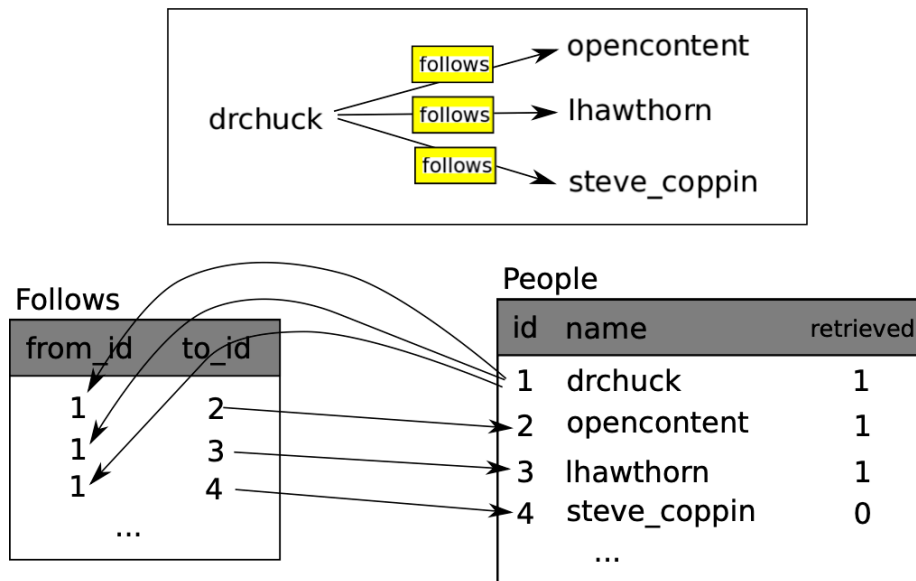 follows
opencontent
drchuck
follows
lhawthorn
follows
steve_coppin
Follows
from_id to_id
1 2
1 3
1 4
...
People
id name retrieved
1 drchuck 1
2 opencontent 1
3 lhawthorn 1
4 steve_coppin 0
...